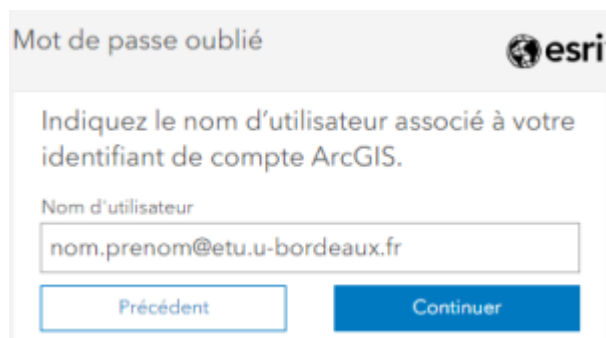 Mot de passe oublié
esri
Indiquez le nom d'utilisateur associé à votre
identifiant de compte ArcGIS.
Nom d'utilisateur
nom.prenom@etu.u-bordeaux.fr
Précédent
Continuer